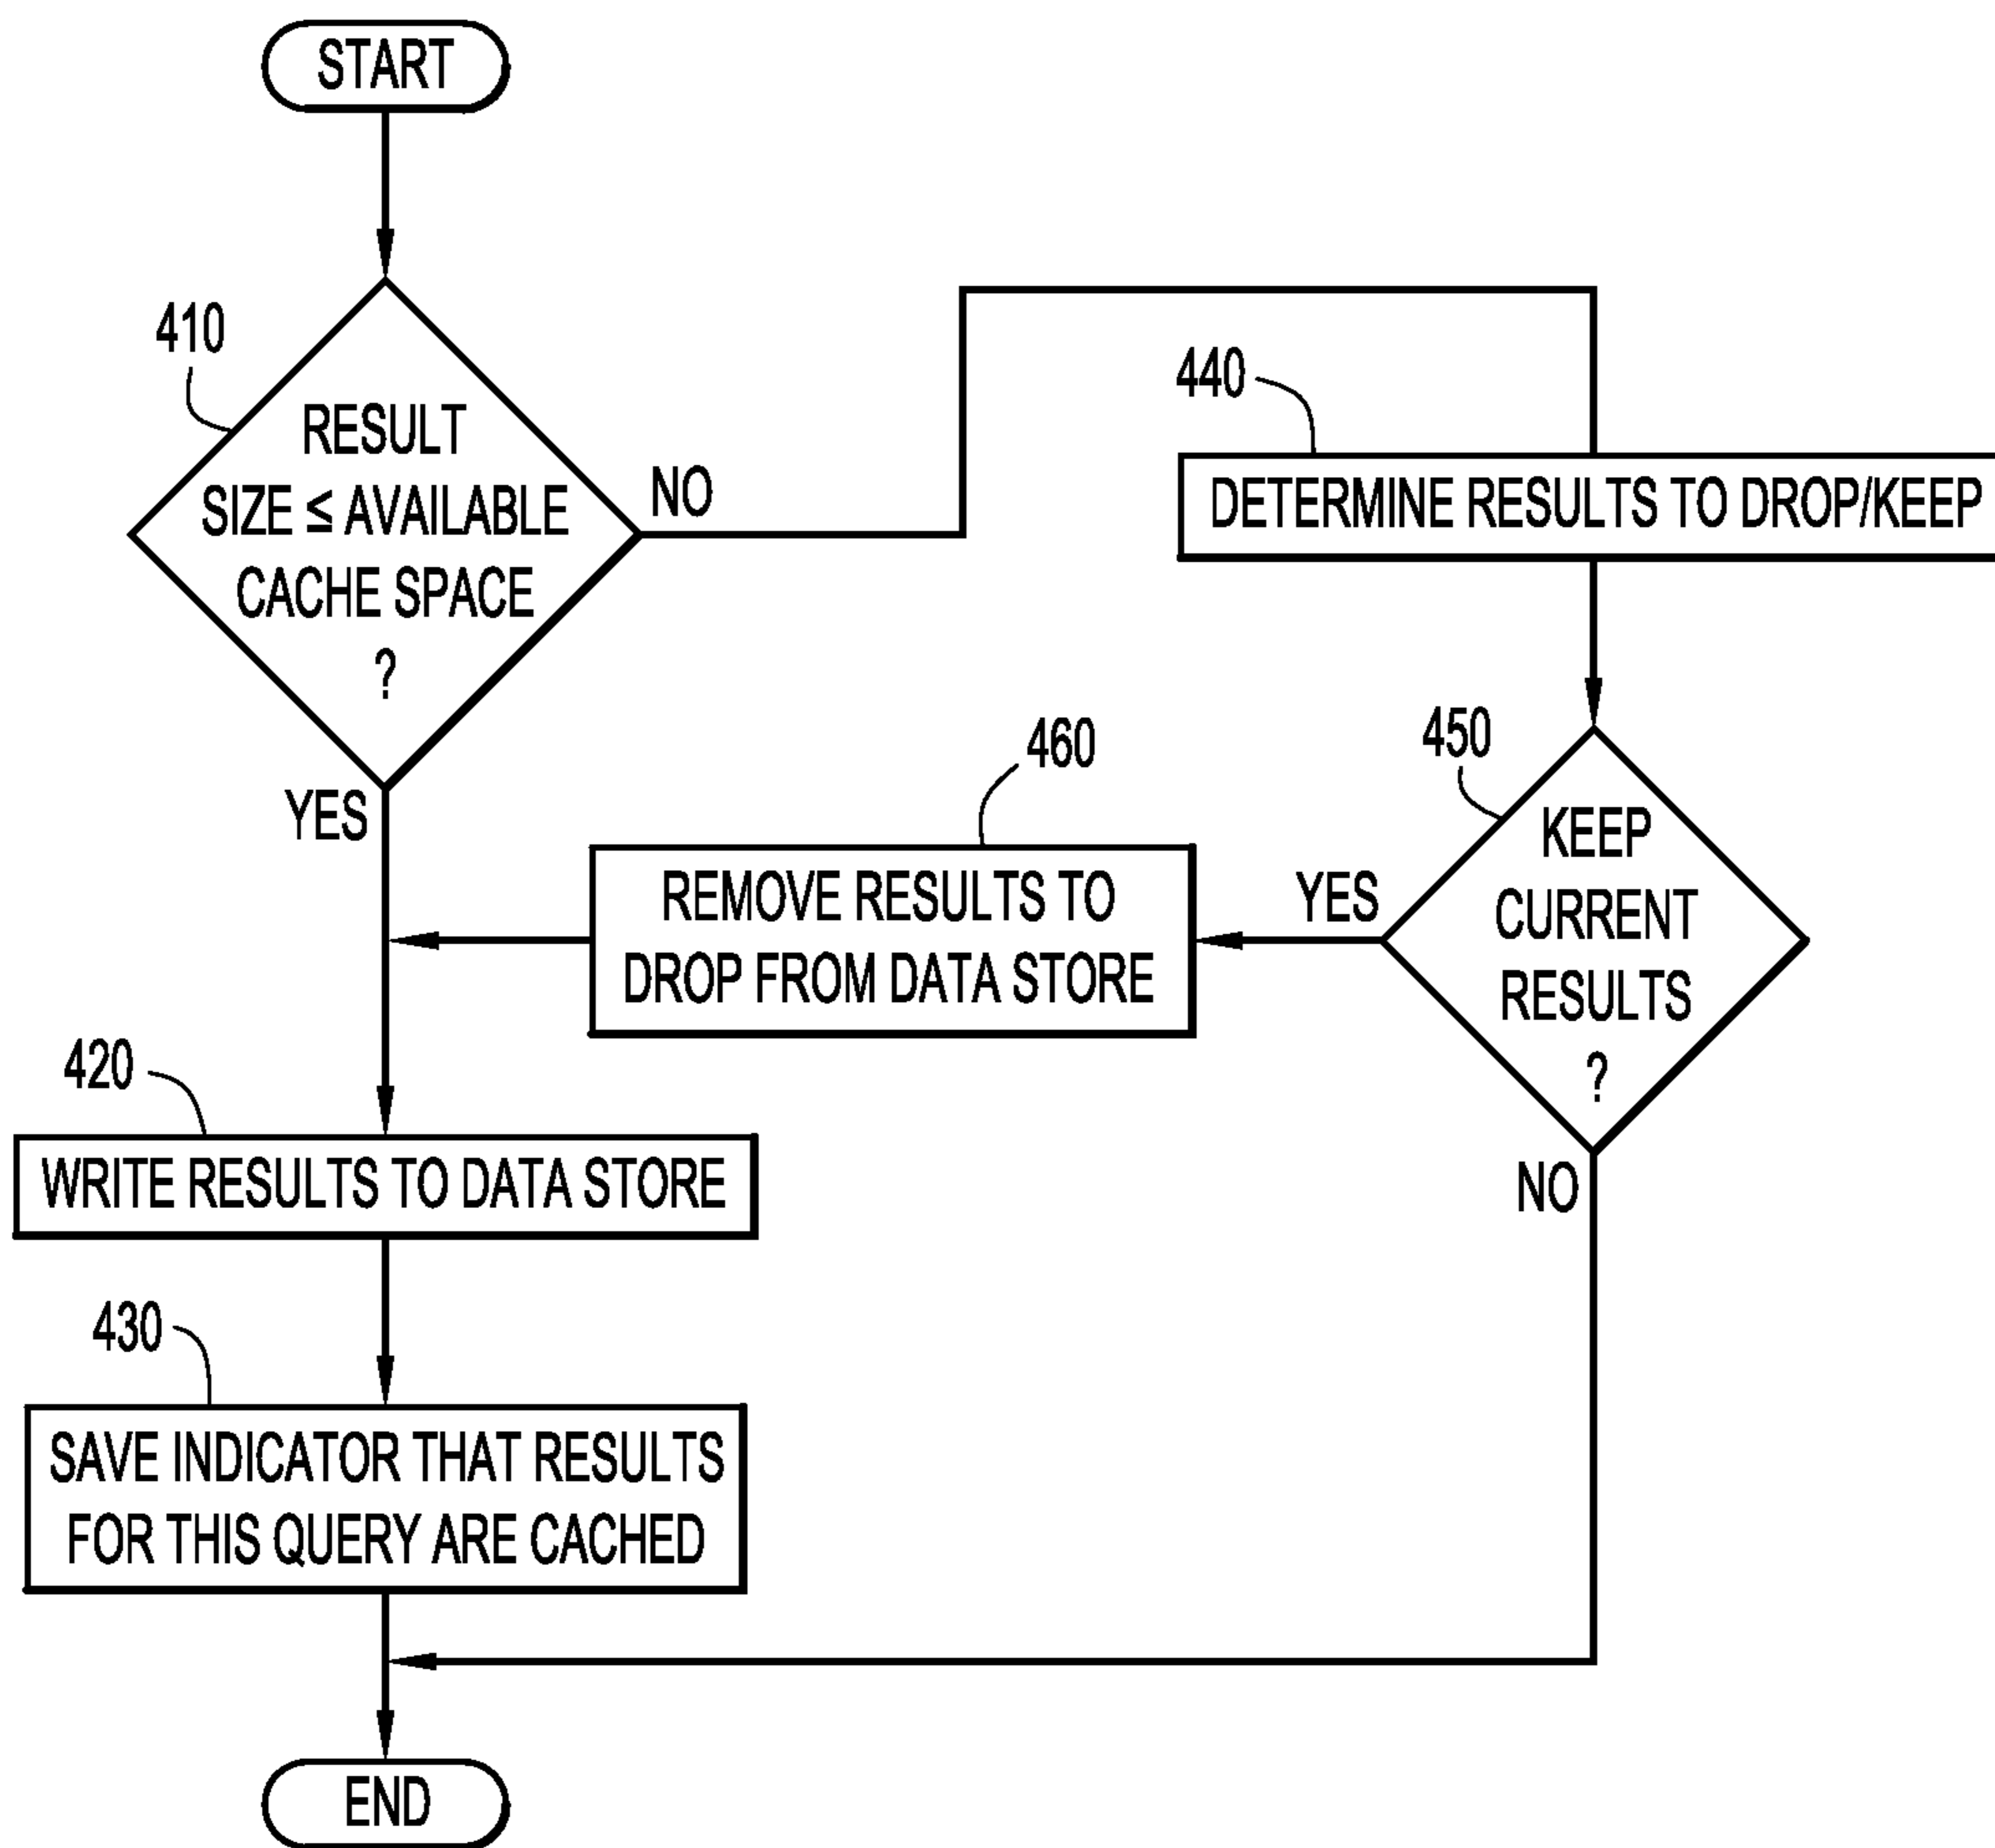 START
410
RESULT
SIZE ≤ AVAILABLE
CACHE SPACE
?
NO
YES
440
DETERMINE RESULTS TO DROP/KEEP
450
KEEP
CURRENT
RESULTS
?
YES
NO
460
REMOVE RESULTS TO
DROP FROM DATA STORE
420
WRITE RESULTS TO DATA STORE
430
SAVE INDICATOR THAT RESULTS
FOR THIS QUERY ARE CACHED
END